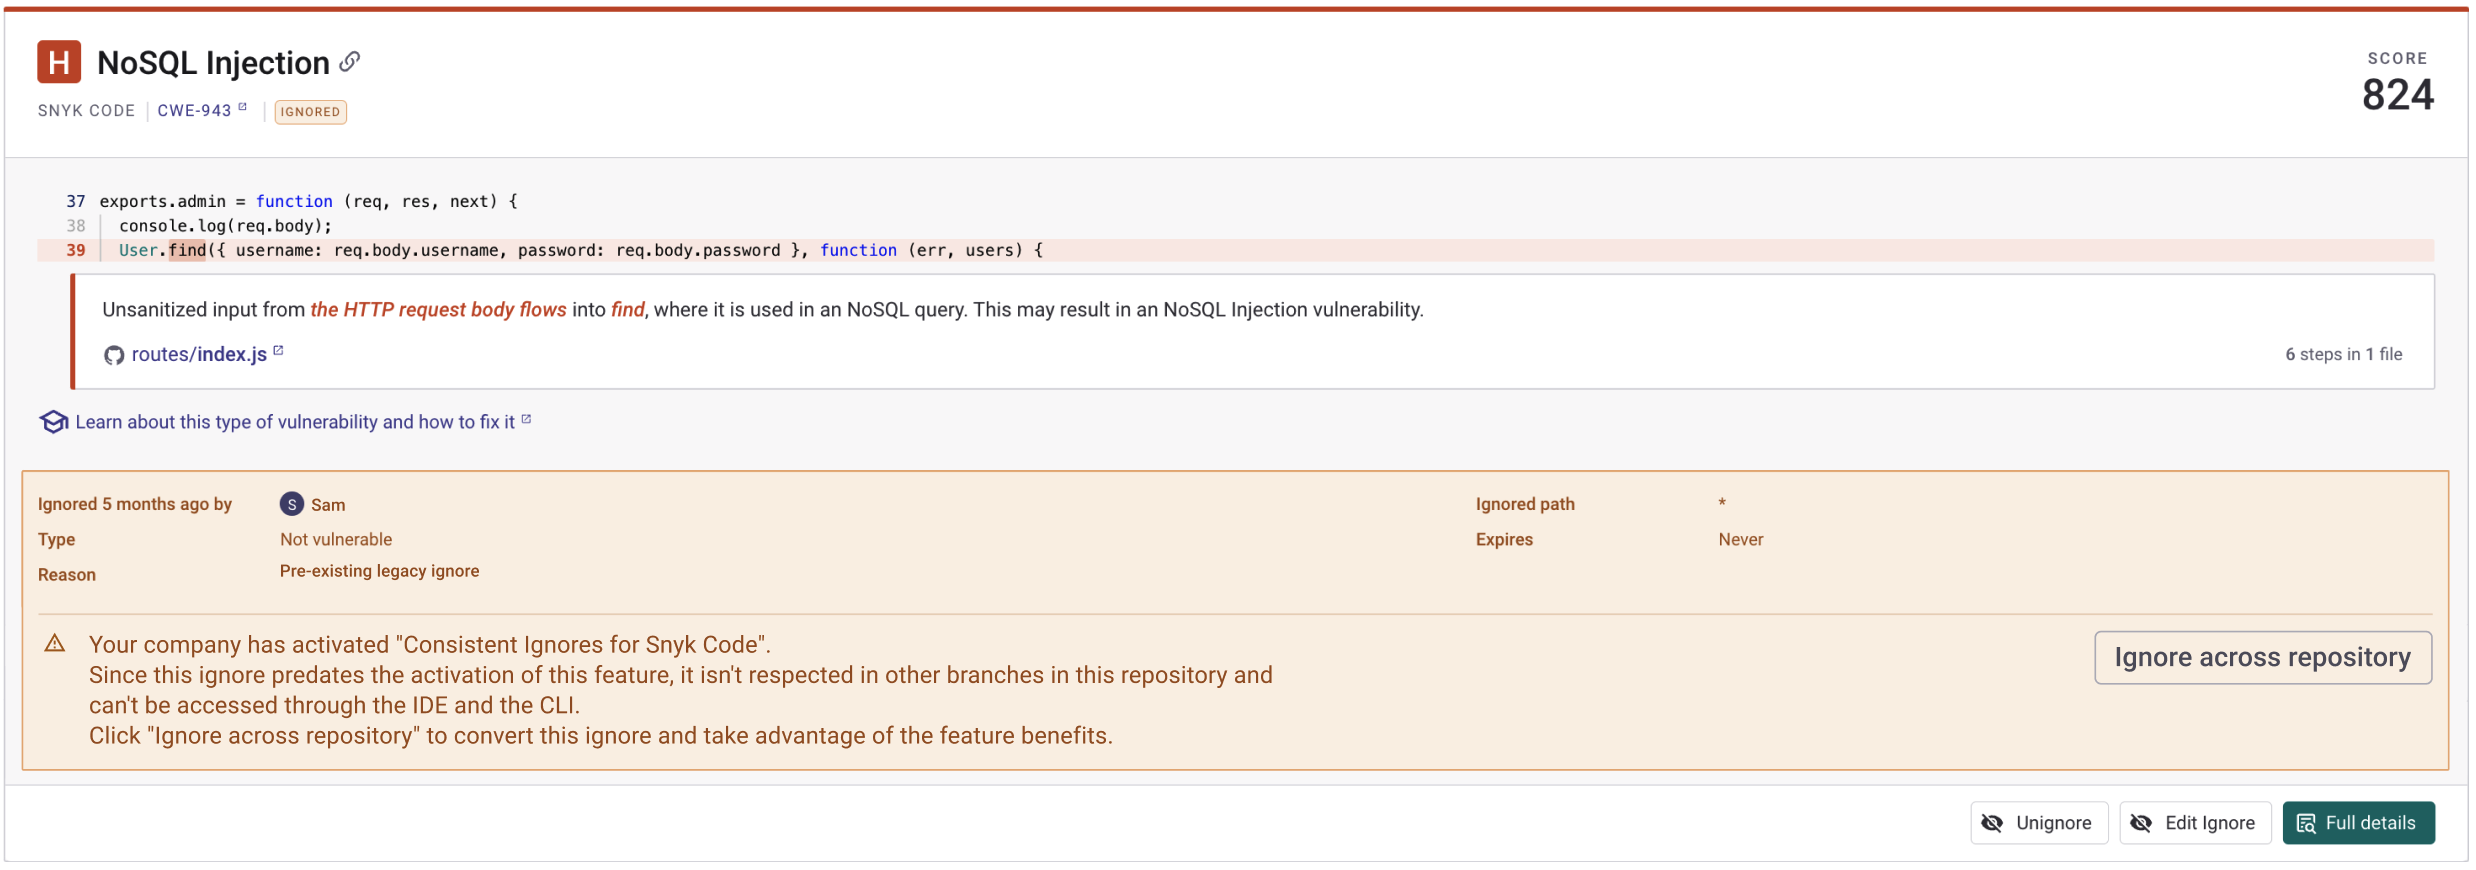 H NoSQL Injection
SCORE
824
SNYK CODE CWE-943 IGNORED
37 exports.admin = function (req, res, next) {
38 console.log(req.body);
39 User.find({ username: req.body.username, password: req.body.password }, function (err, users) {
Unsanitized input from the HTTP request body flows into find, where it is used in an NoSQL query. This may result in an NoSQL Injection vulnerability.
routes/index.js
6 steps in 1 file
Learn about this type of vulnerability and how to fix it
Ignored 5 months ago by S Sam
Ignored path *
Type Not vulnerable
Expires Never
Reason Pre-existing legacy ignore
Your company has activated "Consistent Ignores for Snyk Code".
Since this ignore predates the activation of this feature, it isn't respected in other branches in this repository and
can't be accessed through the IDE and the CLI.
Click "Ignore across repository" to convert this ignore and take advantage of the feature benefits.
Ignore across repository
Unignore Edit Ignore Full details